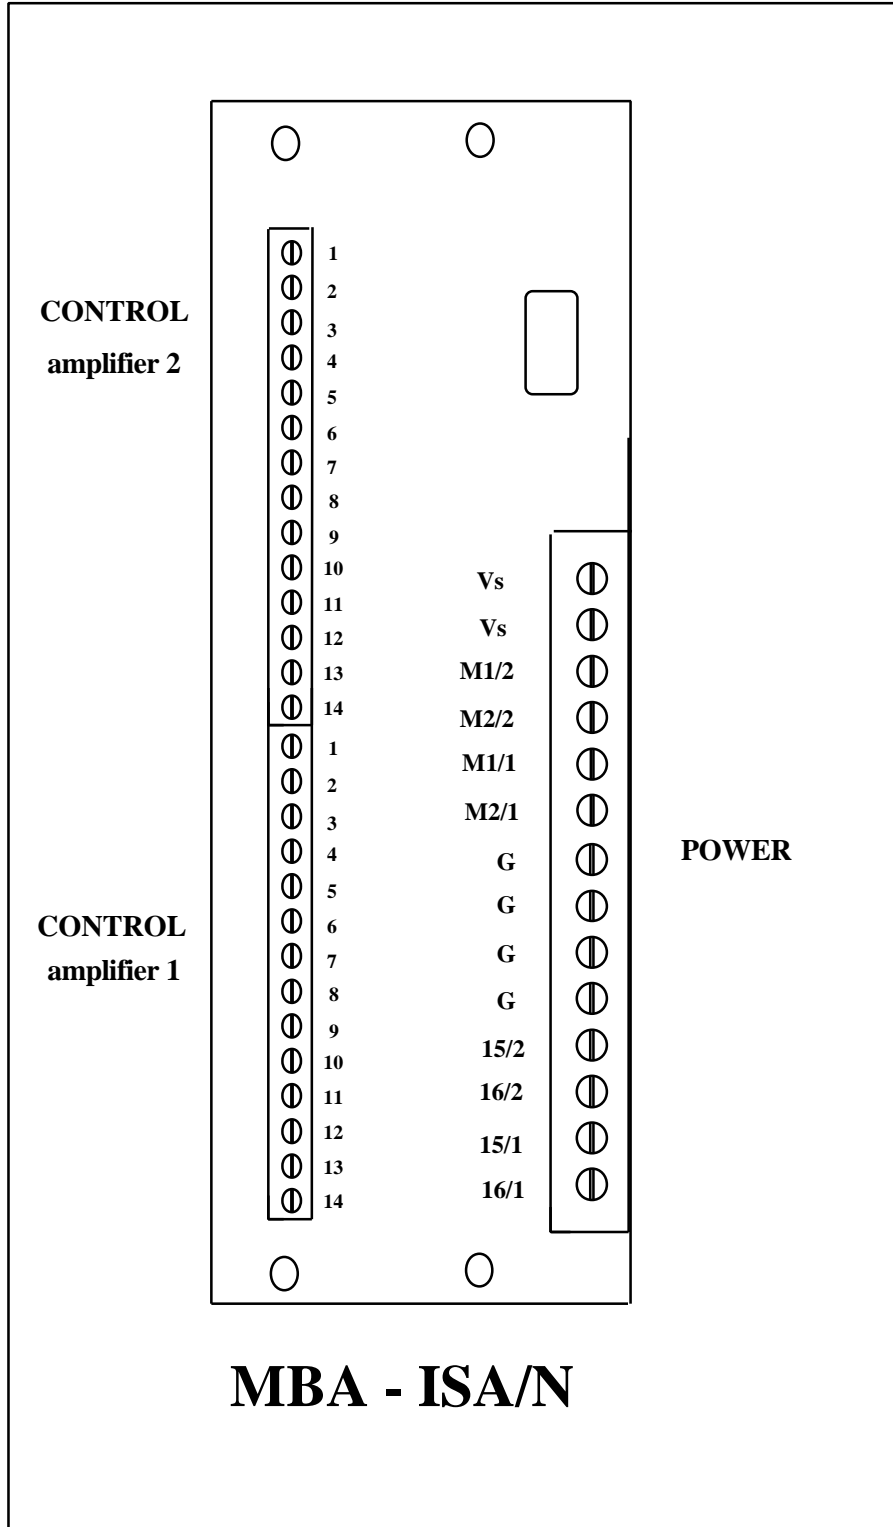 CONTROL
amplifier 2
1
2
3
4
5
6
7
8
9
10
11
12
13
14
CONTROL
amplifier 1
1
2
3
4
5
6
7
8
9
10
11
12
13
14
Vs
Vs
M1/2
M2/2
M1/1
M2/1
G
G
G
G
15/2
16/2
15/1
16/1
POWER
MBA - ISA/N